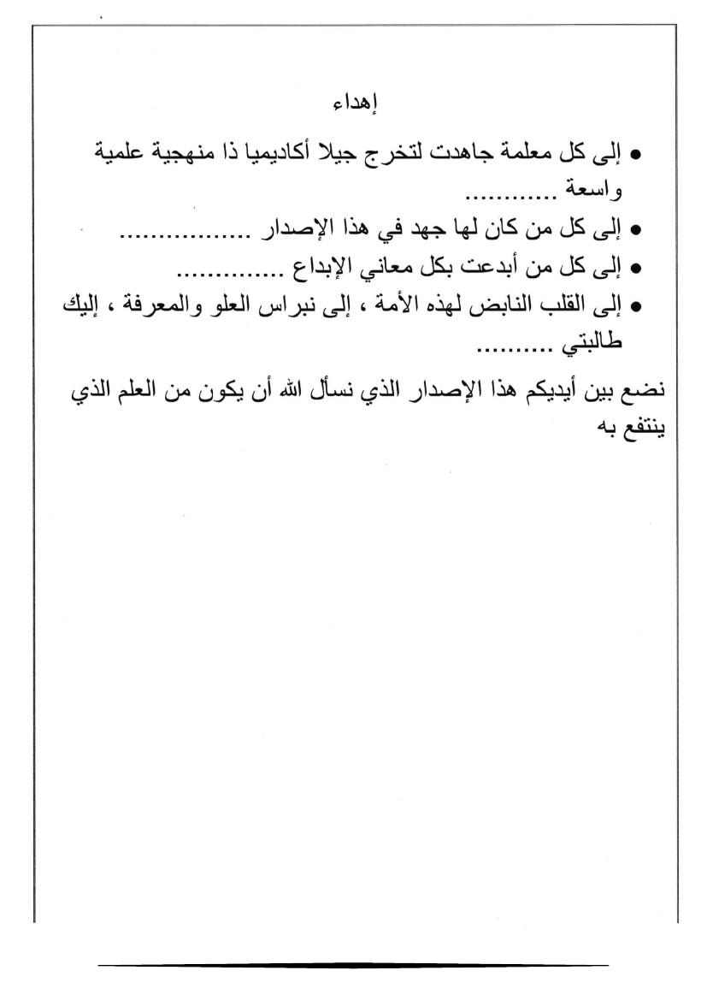 إهداء
• إلى كل معلمة جاهدت لتخرج جيلا أكاديميا ذا منهجية علمية
واسعة ............
• إلى كل من كان لها جهد في هذا الإصدار .................
• إلى كل من أبدعت بكل معاني الإبداع ..............
• إلى القلب النابض لهذه الأمة ، إلى نبراس العلو والمعرفة ، إليك
طالبتي ..........
نضع بين أيديكم هذا الإصدار الذي نسأل الله أن يكون من العلم الذي
ينتفع به